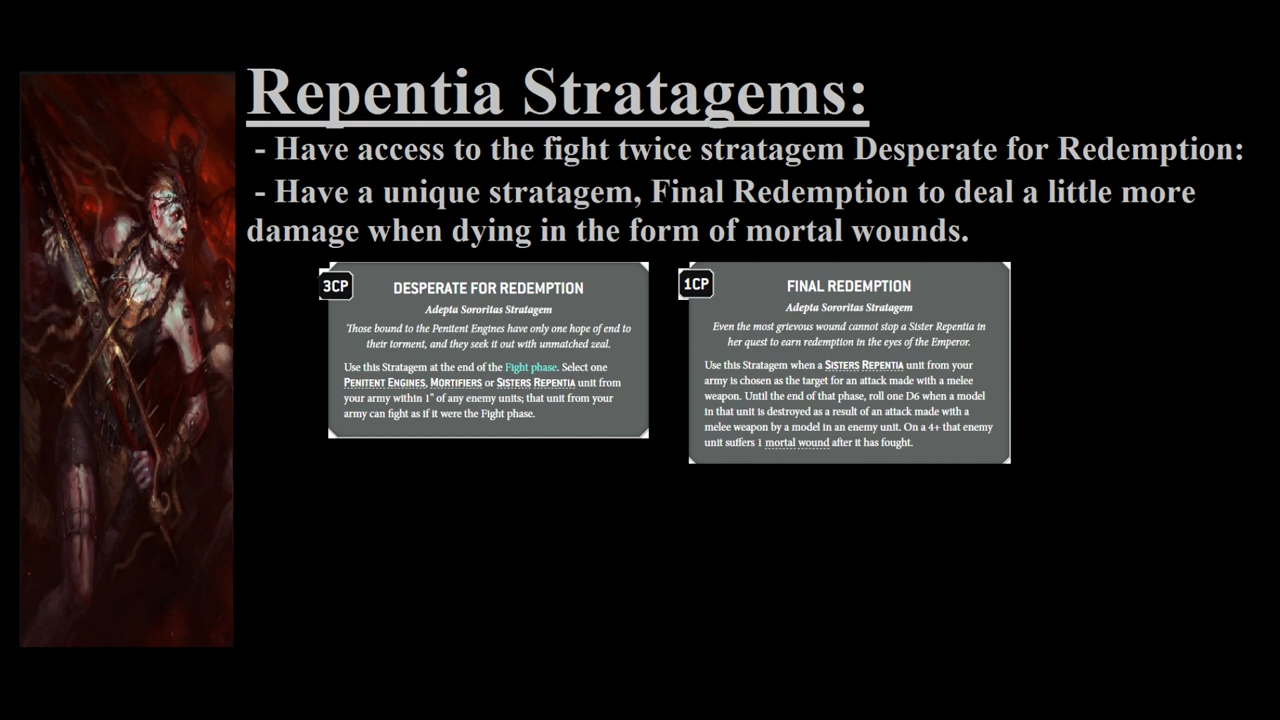 Repentia Stratagems:
- Have access to the fight twice stratagem Desperate for Redemption:
- Have a unique stratagem, Final Redemption to deal a little more
damage when dying in the form of mortal wounds.
3CP
DESPERATE FOR REDEMPTION
Adepta Sororitas Stratagem
Those bound to the Penitent Engines have only one hope of end to
their torment, and they seek it out with unmatched zeal.
Use this Stratagem at the end of the Fight phase. Select one
PENITENT ENGINES, MORTIFIERS or SISTERS REPENTIA unit from
your army within 1" of any enemy units; that unit from your
army can fight as if it were the Fight phase.
1CP
FINAL REDEMPTION
Adepta Sororitas Stratagem
Even the most grievous wound cannot stop a Sister Repentia in
her quest to earn redemption in the eyes of the Emperor.
Use this Stratagem when a SISTERS REPENTIA unit from your
army is chosen as the target for an attack made with a melee
weapon. Until the end of that phase, roll one D6 when a model
in that unit is destroyed as a result of an attack made with a
melee weapon by a model in an enemy unit. On a 4+ that enemy
unit suffers 1 mortal wound after it has fought.